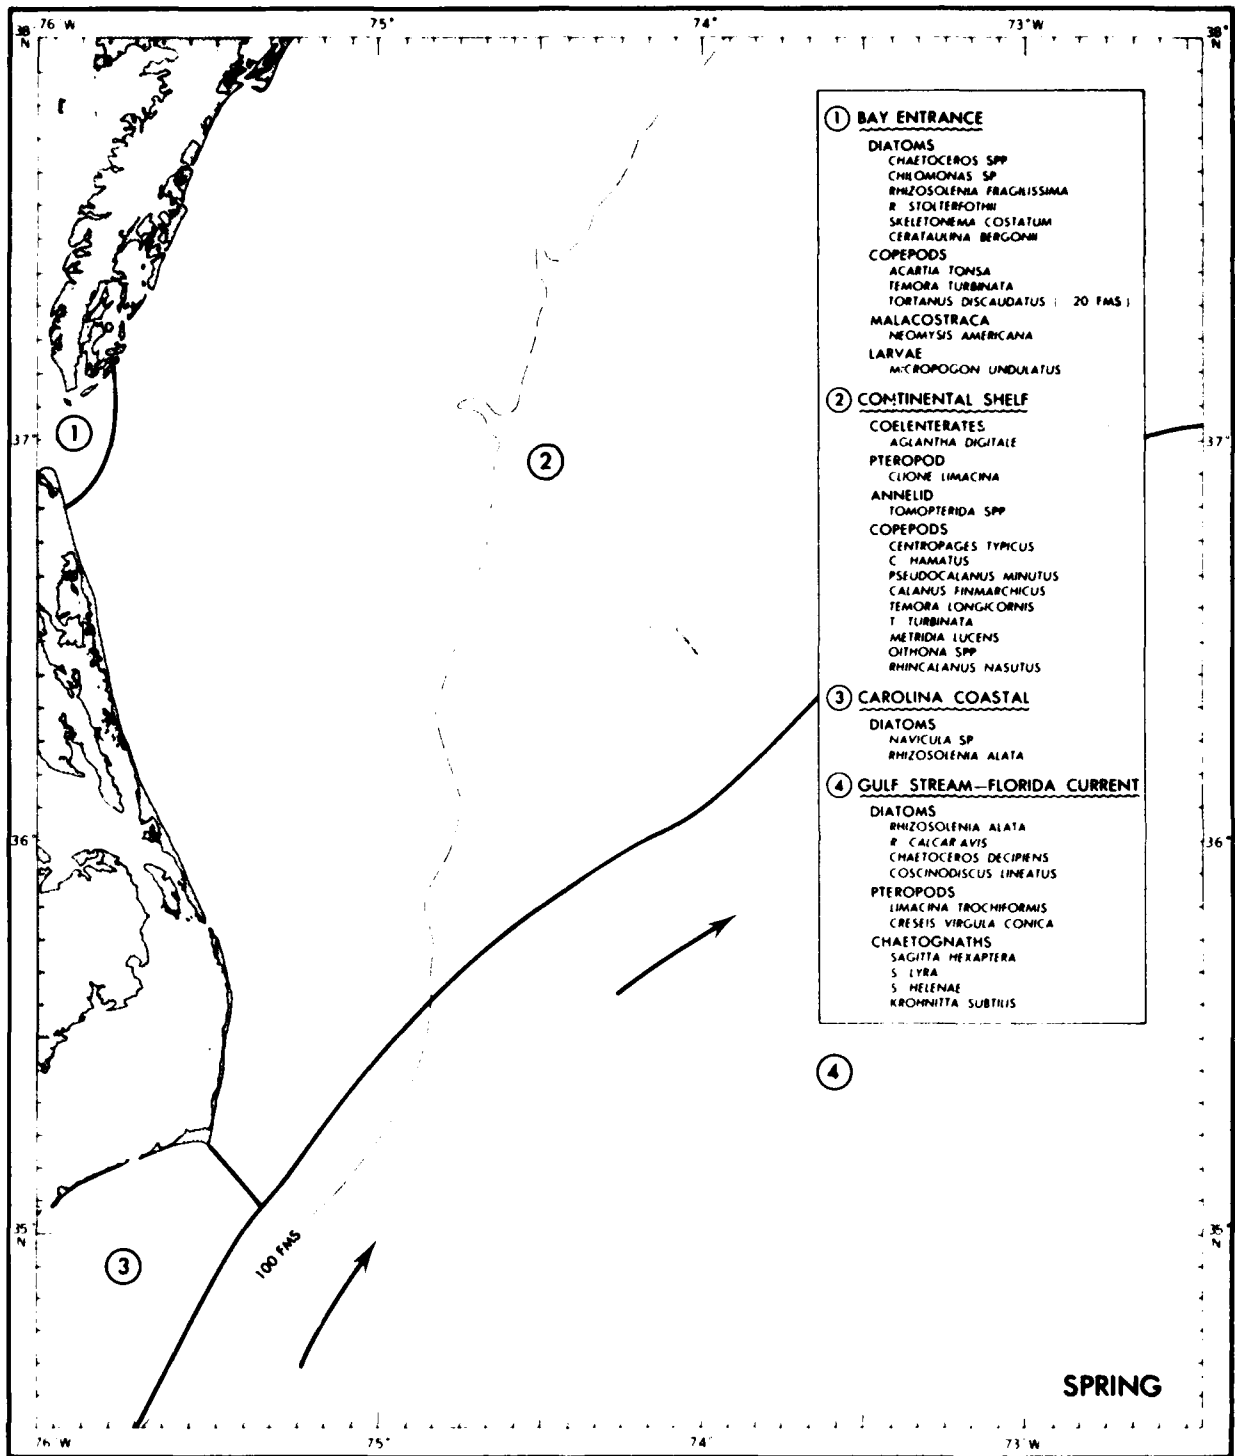 76°W 75° 74° 73°W
38° N 38°
① BAY ENTRANCE
DIATOMS
CHAETOCEROS SPP
CHILOMONAS SP
RHIZOSOLENIA FRAGILISSIMA
R STOLTERFOTHII
SKELETONEMA COSTATUM
CERATAULINA BERGONII
COPEPODS
ACARTIA TONSA
TEMORA TURBINATA
TORTANUS DISCAUDATUS ( 20 FMS )
MALACOSTRACA
NEOMYSIS AMERICANA
LARVAE
MICROPOGON UNDULATUS
② CONTINENTAL SHELF
COELENTERATES
AGLANTHA DIGITALE
PTEROPOD
CLIONE LIMACINA
ANNELID
TOMOPTERIDA SPP
COPEPODS
CENTROPAGES TYPICUS
C HAMATUS
PSEUDOCALANUS MINUTUS
CALANUS FINMARCHICUS
TEMORA LONGICORNIS
T TURBINATA
METRIDIA LUCENS
OITHONA SPP
RHINCALANUS NASUTUS
③ CAROLINA COASTAL
DIATOMS
NAVICULA SP
RHIZOSOLENIA ALATA
④ GULF STREAM—FLORIDA CURRENT
DIATOMS
RHIZOSOLENIA ALATA
R CALCAR AVIS
CHAETOCEROS DECIPIENS
COSCINODISCUS LINEATUS
PTEROPODS
LIMACINA TROCHIFORMIS
CRESEIS VIRGULA CONICA
CHAETOGNATHS
SAGITTA HEXAPTERA
S LYRA
S HELENAE
KROHNITTA SUBTILIS
①
37° 37°
②
36° 36°
④
35° N 35° N
③
100 FMS
SPRING
76°W 75° 74° 73°W